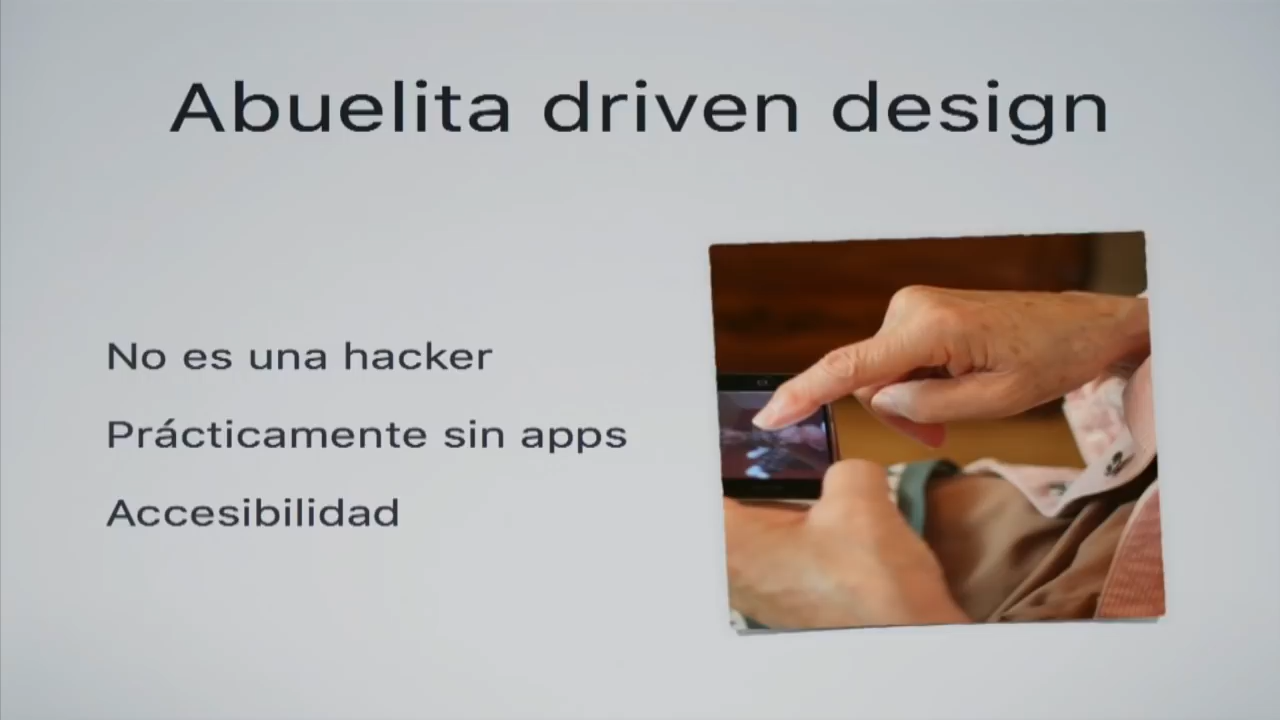 Abuelita driven design
No es una hacker
Prácticamente sin apps
Accesibilidad